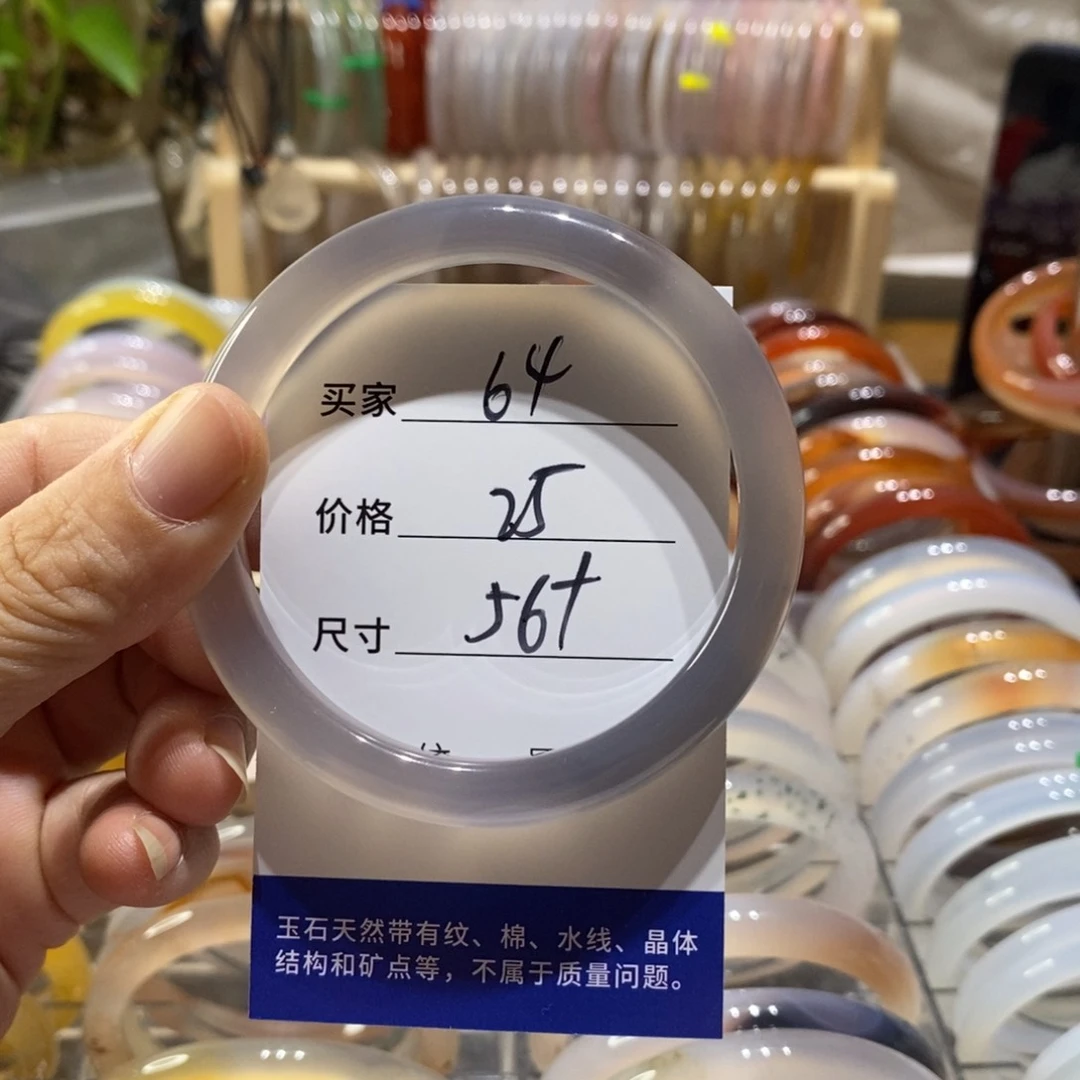 买家 64
价格 25
尺寸 56+
玉石天然带有纹、棉、水线、晶体
结构和矿点等，不属于质量问题。